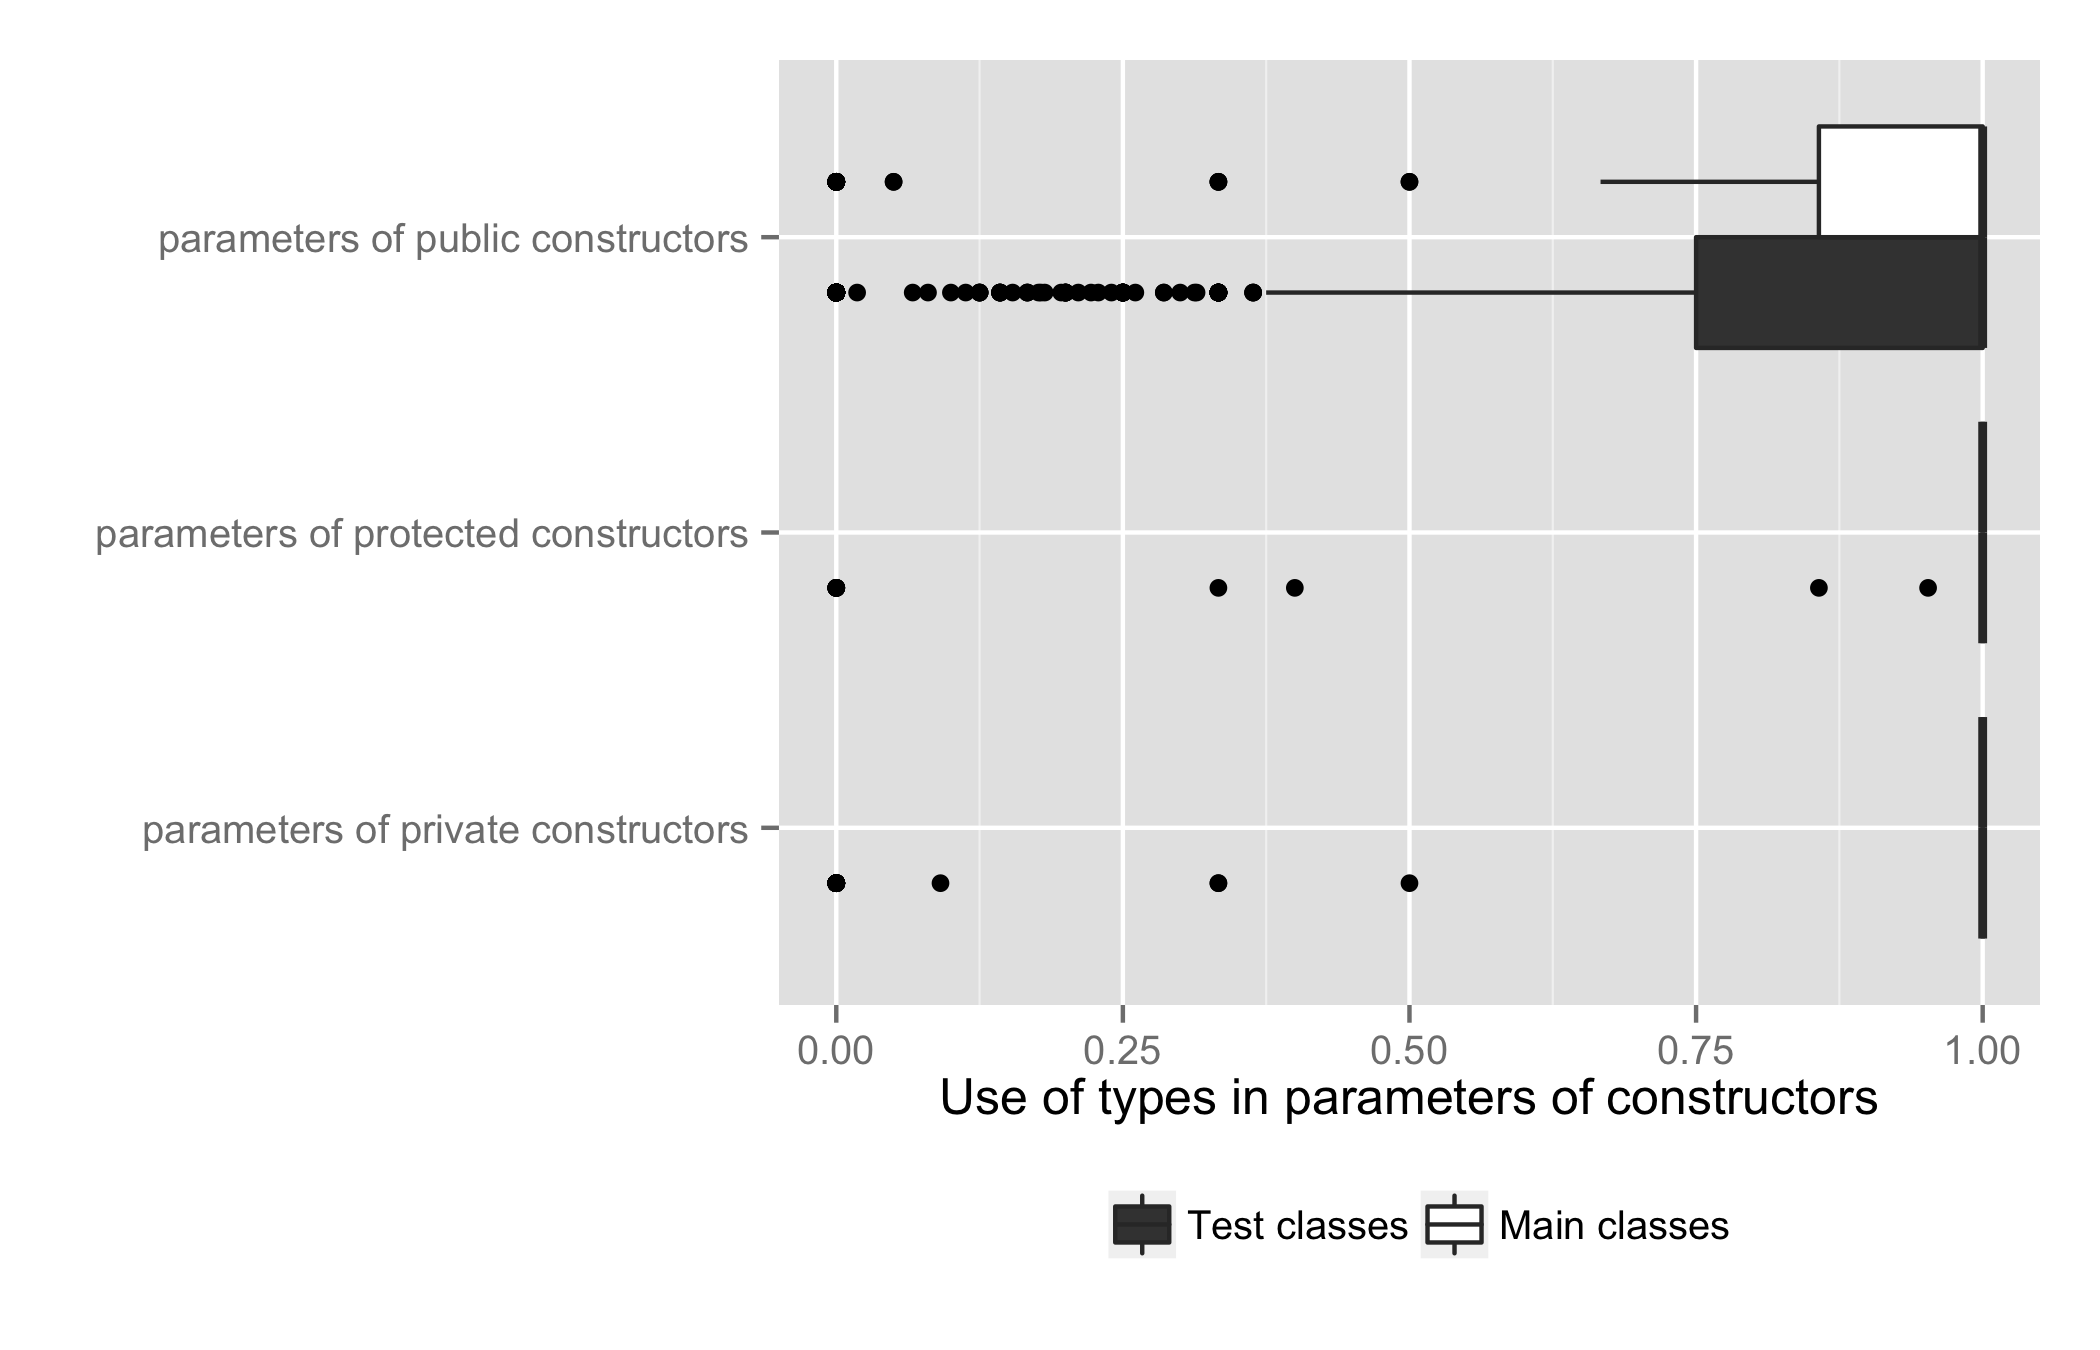 parameters of public constructors
parameters of protected constructors
parameters of private constructors
0.00 0.25 0.50 0.75 1.00
Use of types in parameters of constructors
Test classes Main classes